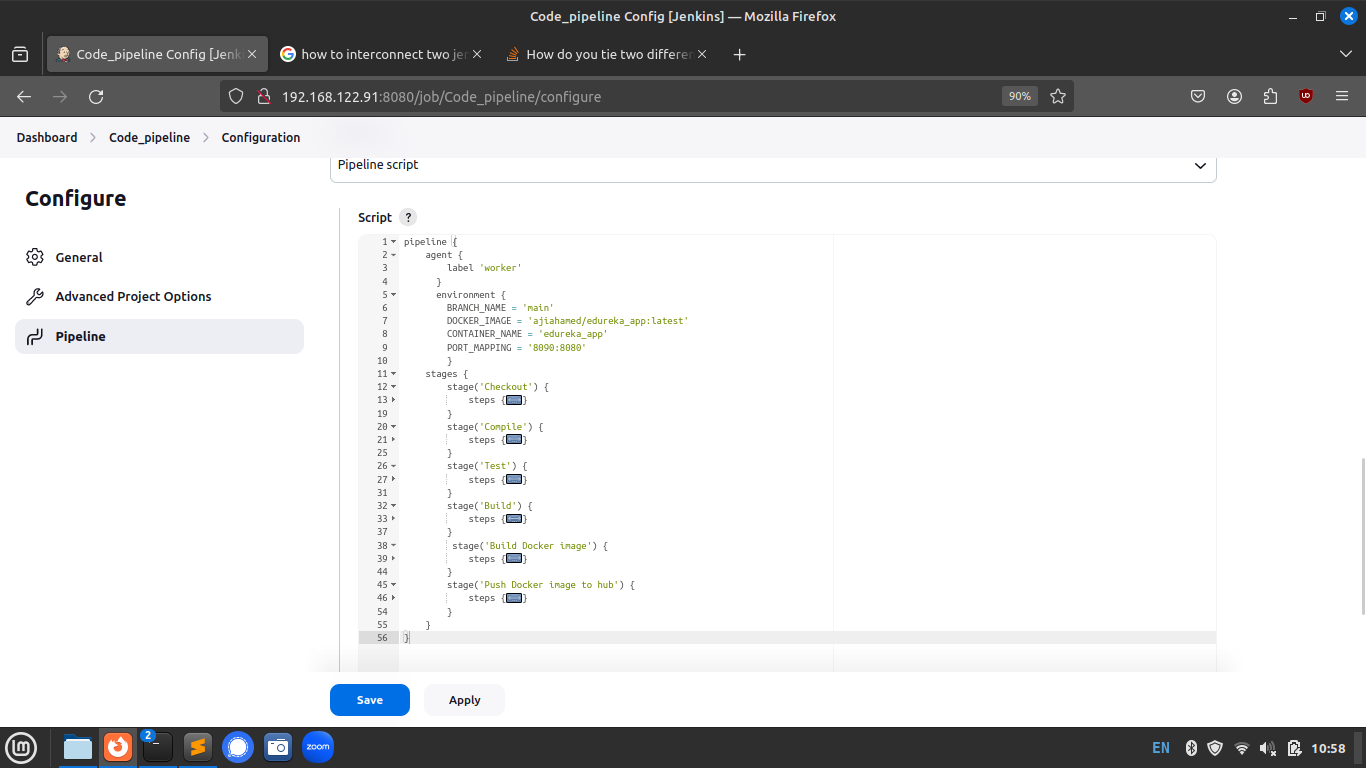 Code_pipeline Config [Jenkins] — Mozilla Firefox
Code_pipeline Config [Jenk
how to interconnect two je
How do you tie two differen
192.168.122.91:8080/job/Code_pipeline/configure
90%
Dashboard
Code_pipeline
Configuration
Configure
General
Advanced Project Options
Pipeline
Pipeline script
Script ?
1 pipeline {
2 agent {
3 label 'worker'
4 }
5 environment {
6 BRANCH_NAME = 'main'
7 DOCKER_IMAGE = 'ajiahamed/edureka_app:latest'
8 CONTAINER_NAME = 'edureka_app'
9 PORT_MAPPING = '8090:8080'
10 }
11 stages {
12 stage('Checkout') {
13 steps {}
19 }
20 stage('Compile') {
21 steps {}
25 }
26 stage('Test') {
27 steps {}
31 }
32 stage('Build') {
33 steps {}
37 }
38 stage('Build Docker image') {
39 steps {}
44 }
45 stage('Push Docker image to hub') {
46 steps {}
54 }
55 }
56 }
Save
Apply
2
zoom
EN
10:58